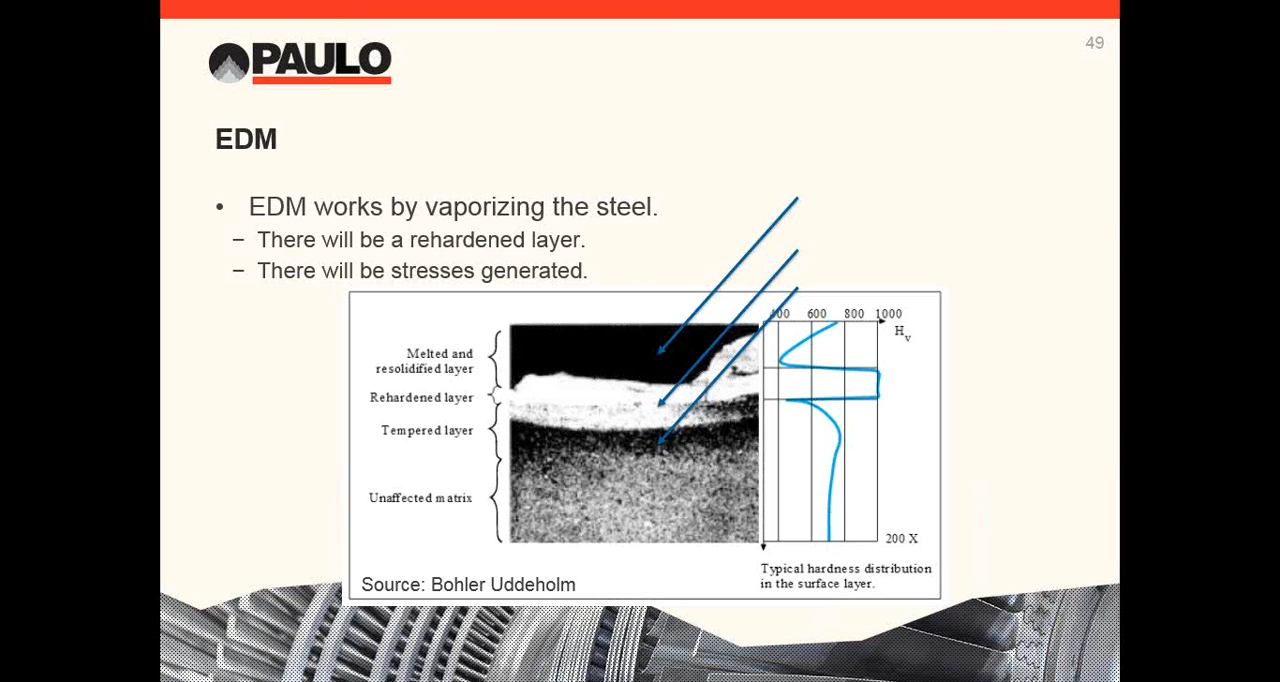 49
PAULO
EDM
• EDM works by vaporizing the steel.
– There will be a rehardened layer.
– There will be stresses generated.
600 800 1000
Hv
Melted and
resolidified layer
Rehardened layer
Tempered layer
Unaffected matrix
200 X
Typical hardness distribution
in the surface layer.
Source: Bohler Uddeholm